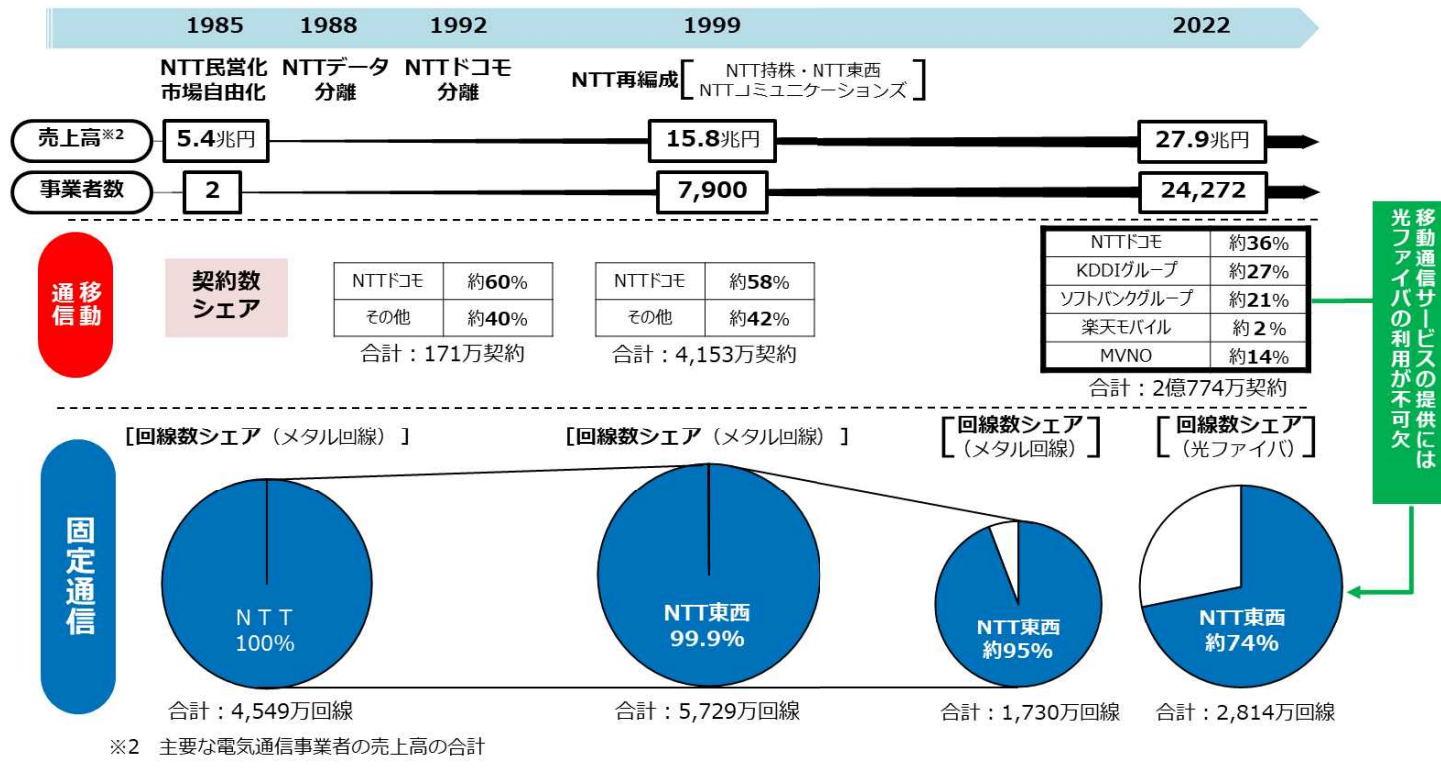 1985
1988
1992
1999
2022
NTT民営化
市場自由化
NTTデータ
分離
NTTドコモ
分離
NTT再編成
NTT持株・NTT東西
NTTコミュニケーションズ
売上高※2
5.4兆円
15.8兆円
27.9兆円
事業者数
2
7,900
24,272
移動
通信
契約数
シェア
NTTドコモ 約60%
その他 約40%
合計：171万契約
NTTドコモ 約58%
その他 約42%
合計：4,153万契約
NTTドコモ 約36%
KDDIグループ 約27%
ソフトバンクグループ 約21%
楽天モバイル 約2%
MVNO 約14%
合計：2億774万契約
移動通信サービスの提供には
光ファイバの利用が不可欠
固定通信
[回線数シェア（メタル回線）]
NTT
100%
合計：4,549万回線
[回線数シェア（メタル回線）]
NTT東西
99.9%
合計：5,729万回線
[回線数シェア
（メタル回線）]
NTT東西
約95%
合計：1,730万回線
[回線数シェア
（光ファイバ）]
NTT東西
約74%
合計：2,814万回線
※2 主要な電気通信事業者の売上高の合計